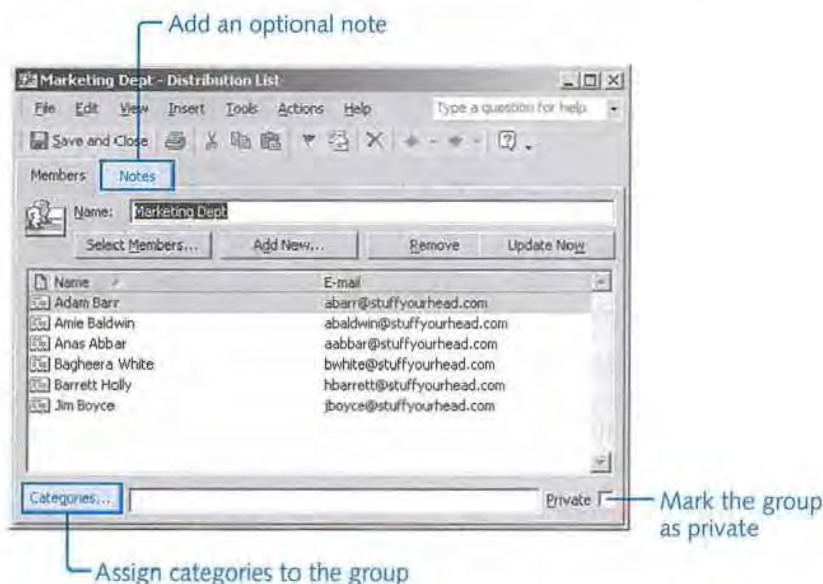 Add an optional note
Marketing Dept - Distribution List
File Edit View Insert Tools Actions Help Type a question for help
Save and Close
Members Notes
Name: Marketing Dept
Select Members... Add New... Remove Update Now
Name E-mail
Adam Barr abarr@stuffyourhead.com
Amie Baldwin abaldwin@stuffyourhead.com
Anas Abbar aabbar@stuffyourhead.com
Bagheera White bwhite@stuffyourhead.com
Barrett Holly hbarrett@stuffyourhead.com
Jim Boyce jboyce@stuffyourhead.com
Categories... Private
Mark the group
as private
Assign categories to the group